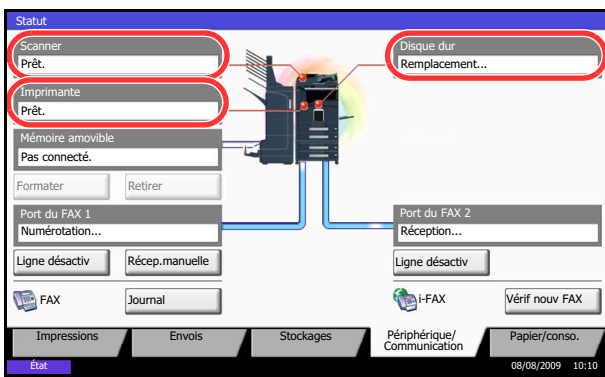 Statut
Scanner
Prêt.
Disque dur
Remplacement...
Imprimante
Prêt.
Mémoire amovible
Pas connecté.
Formater
Retirer
Port du FAX 1
Numérotation...
Port du FAX 2
Réception...
Ligne désactiv
Récep.manuelle
Ligne désactiv
FAX
Journal
i-FAX
Vérif nouv FAX
Impressions
Envois
Stockages
Périphérique/
Communication
Papier/conso.
État
08/08/2009 10:10